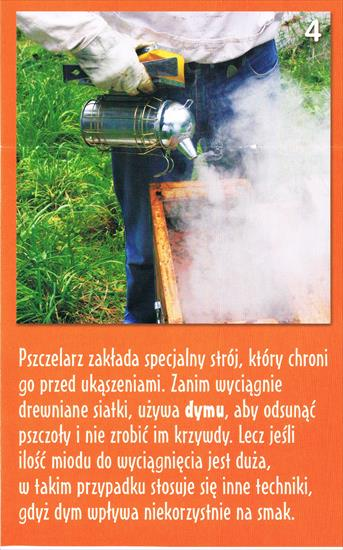 4
Pszczelarz zakłada specjalny strój, który chroni
go przed ukąszeniami. Zanim wyciągnie
drewniane siatki, używa dymu, aby odsunąć
pszczoły i nie zrobić im krzywdy. Lecz jeśli
ilość miodu do wyciągnięcia jest duża,
w takim przypadku stosuje się inne techniki,
gdyż dym wpływa niekorzystnie na smak.